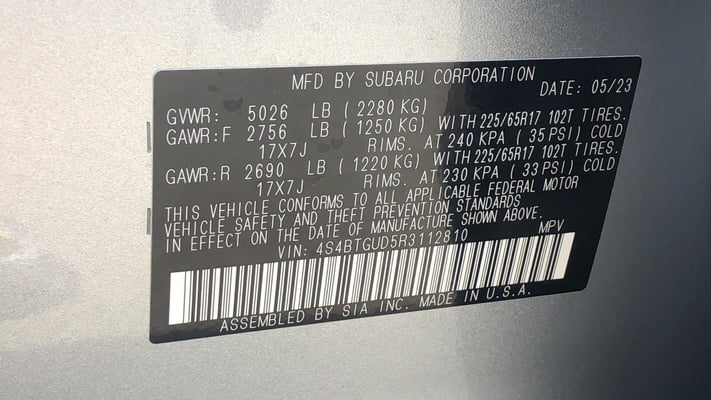 MFD BY SUBARU CORPORATION
DATE: 05/23
GVWR: 5026 LB (2280 KG)
GAWR:F 2756 LB (1250 KG) WITH 225/65R17 102T TIRES.
17X7J RIMS. AT 240 KPA (35 PSI) COLD
GAWR:R 2690 LB (1220 KG) WITH 225/65R17 102T TIRES.
17X7J RIMS. AT 230 KPA (33 PSI) COLD
THIS VEHICLE CONFORMS TO ALL APPLICABLE FEDERAL MOTOR
VEHICLE SAFETY AND THEFT PREVENTION STANDARDS
IN EFFECT ON THE DATE OF MANUFACTURE SHOWN ABOVE.
VIN: 4S4BTGUD5R3112810 MPV
ASSEMBLED BY SIA INC. MADE IN U.S.A.